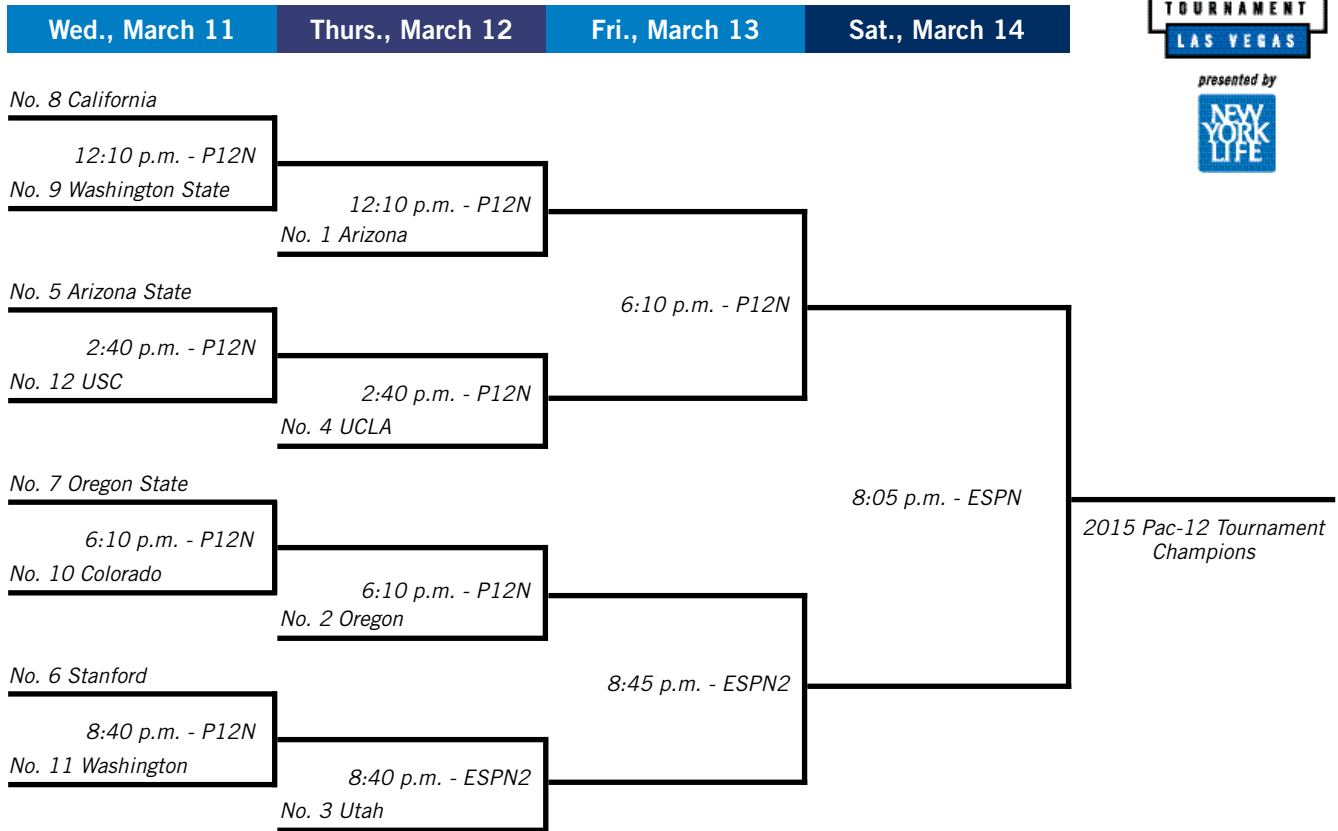 TOURNAMENT
LAS VEGAS
presented by
NEW
YORK
LIFE
Wed., March 11
Thurs., March 12
Fri., March 13
Sat., March 14
No. 8 California
12:10 p.m. - P12N
No. 9 Washington State
12:10 p.m. - P12N
No. 1 Arizona
No. 5 Arizona State
6:10 p.m. - P12N
2:40 p.m. - P12N
No. 12 USC
2:40 p.m. - P12N
No. 4 UCLA
No. 7 Oregon State
8:05 p.m. - ESPN
6:10 p.m. - P12N
2015 Pac-12 Tournament
Champions
No. 10 Colorado
6:10 p.m. - P12N
No. 2 Oregon
No. 6 Stanford
8:45 p.m. - ESPN2
8:40 p.m. - P12N
No. 11 Washington
8:40 p.m. - ESPN2
No. 3 Utah